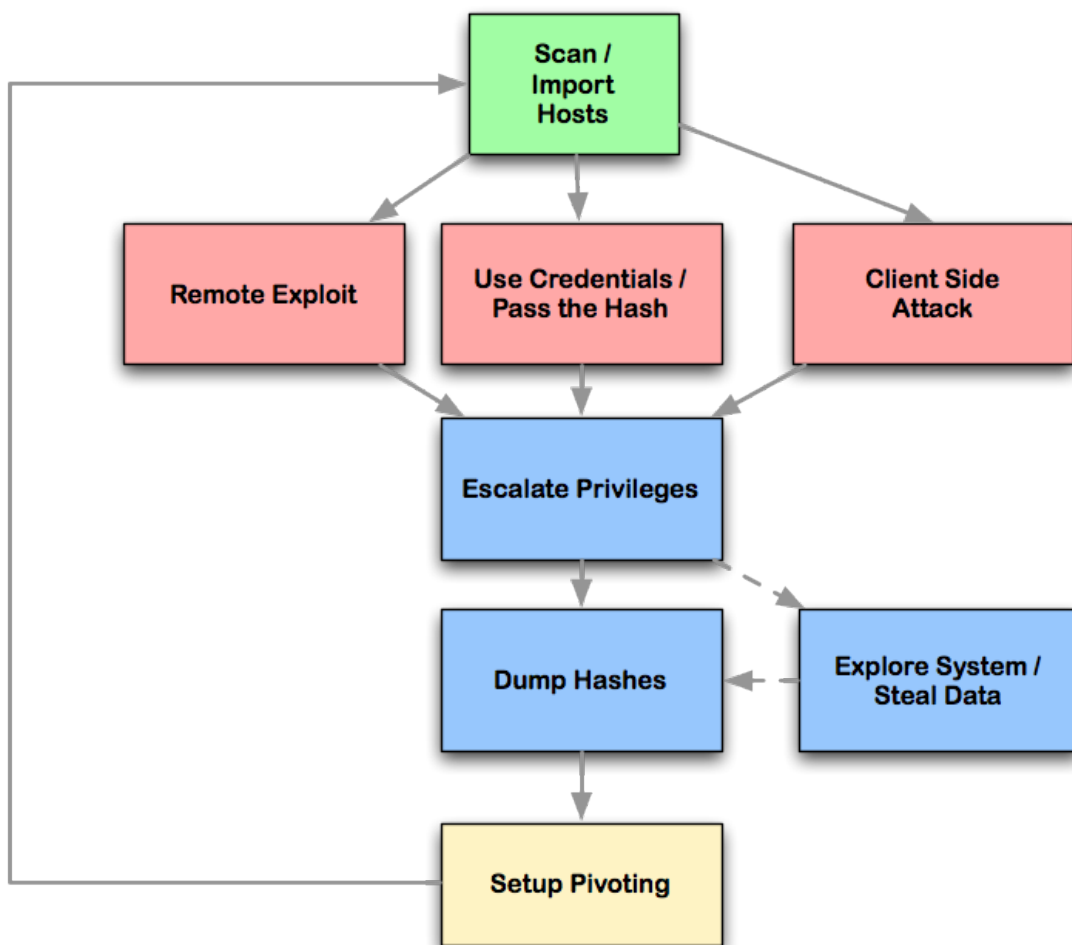 Scan /
Import
Hosts
Remote Exploit
Use Credentials /
Pass the Hash
Client Side
Attack
Escalate Privileges
Dump Hashes
Explore System /
Steal Data
Setup Pivoting